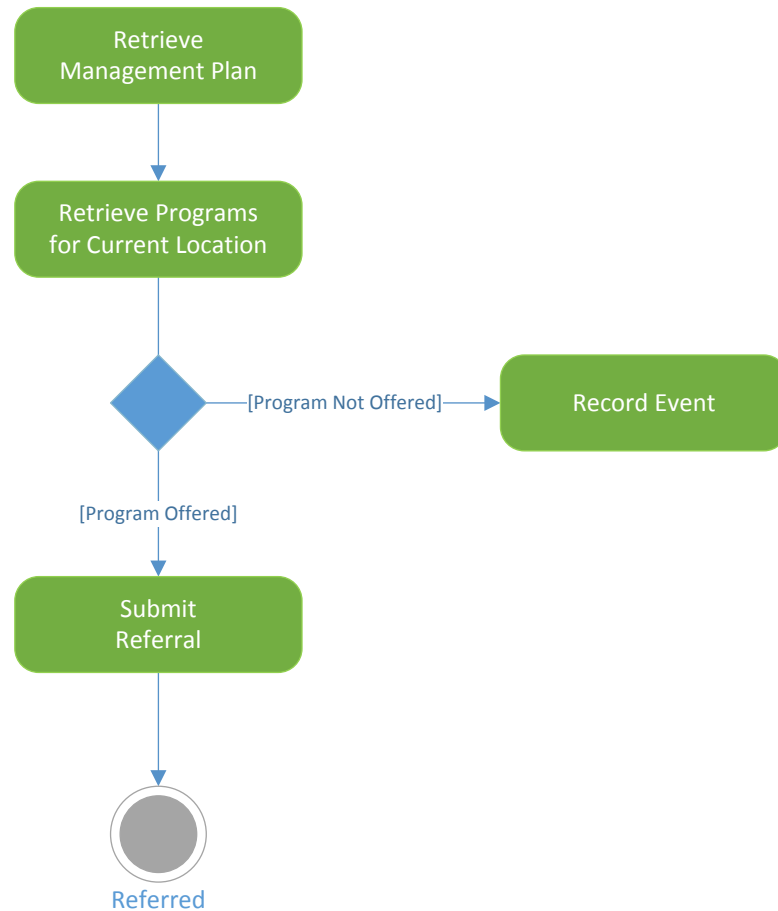 Retrieve
Management Plan
Retrieve Programs
for Current Location
[Program Not Offered]
Record Event
[Program Offered]
Submit
Referral
Referred